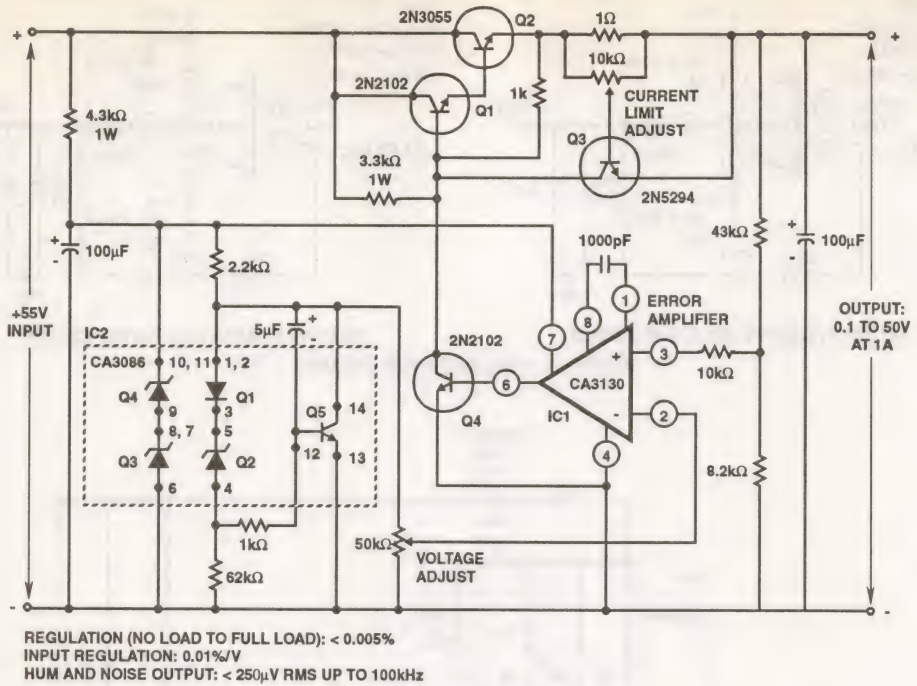 2N3055
Q2
1Ω
+
+
10kΩ
2N2102
Q1
1k
CURRENT
LIMIT
ADJUST
4.3kΩ
1W
Q3
3.3kΩ
1W
2N5294
+
100μF
-
2.2kΩ
1000pF
43kΩ
+
100μF
-
+55V
INPUT
5μF
+
-
8
1
ERROR
AMPLIFIER
OUTPUT:
0.1 TO 50V
AT 1A
IC2
CA3086
10, 11
1, 2
2N2102
7
+
3
10kΩ
Q4
Q1
Q5
14
6
CA3130
9
3
IC1
-
2
8, 7
5
12
13
Q4
4
Q3
Q2
6
4
8.2kΩ
1kΩ
50kΩ
VOLTAGE
ADJUST
62kΩ
-
-
REGULATION (NO LOAD TO FULL LOAD): < 0.005%
INPUT REGULATION: 0.01%/V
HUM AND NOISE OUTPUT: < 250μV RMS UP TO 100kHz